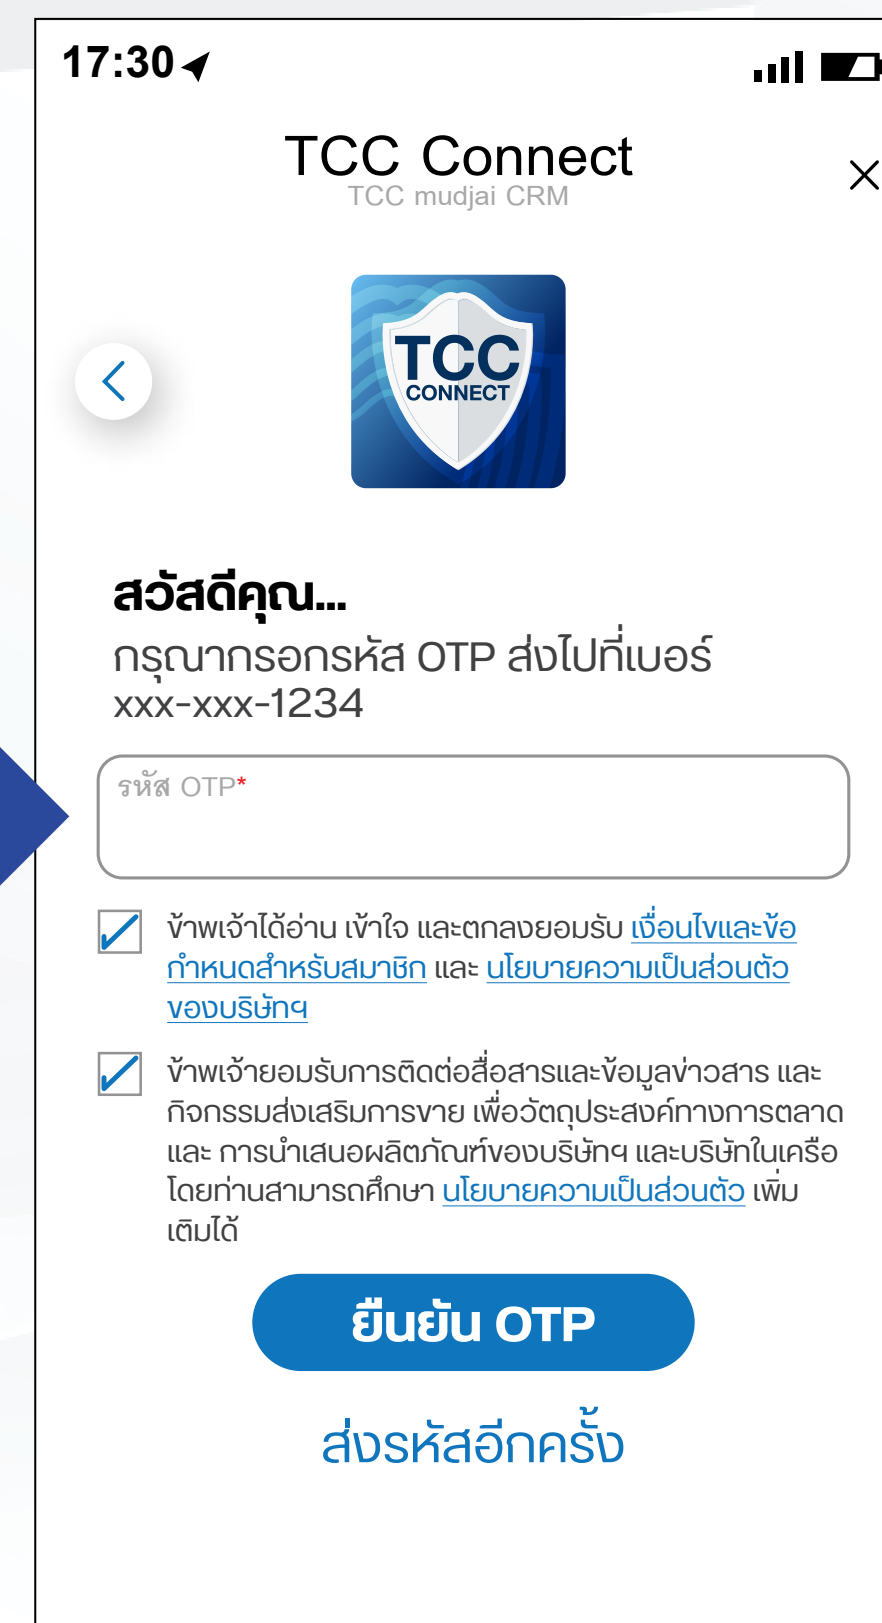 17:30
TCC Connect
TCC mudjai CRM
TCC
CONNECT
สวัสดีคุณ...
กรุณากรอกรหัส OTP ส่งไปที่เบอร์
xxx-xxx-1234
รหัส OTP*
ข้าพเจ้าได้อ่าน เข้าใจ และตกลงยอมรับ เงื่อนไขและข้อ
กำหนดสำหรับสมาชิก และ นโยบายความเป็นส่วนตัว
ของบริษัทฯ
ข้าพเจ้ายอมรับการติดต่อสื่อสารและข้อมูลข่าวสาร และ
กิจกรรมส่งเสริมการขาย เพื่อวัตถุประสงค์ทางการตลาด
และ การนำเสนอผลิตภัณฑ์ของบริษัทฯ และบริษัทในเครือ
โดยท่านสามารถศึกษา นโยบายความเป็นส่วนตัว เพิ่ม
เติมได้
ยืนยัน OTP
ส่งรหัสอีกครั้ง